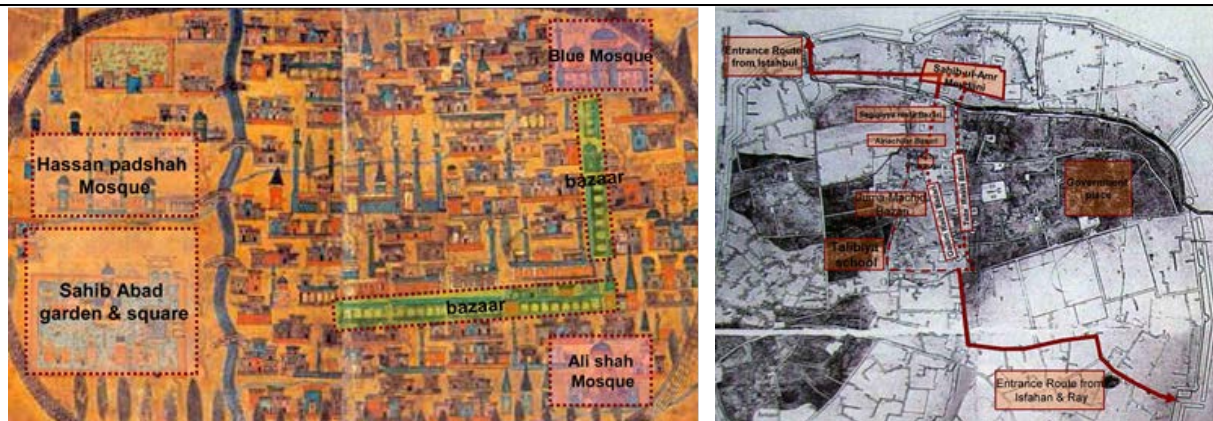 Blue Mosque
Hassan padshah
Mosque
bazaar
Sahib Abad
garden & square
bazaar
Ali shah
Mosque
Entrance Route
from Istanbul
Sahib-ul-Amr
Government
place
Talibiya
school
Entrance Route from
Isfahan & Ray